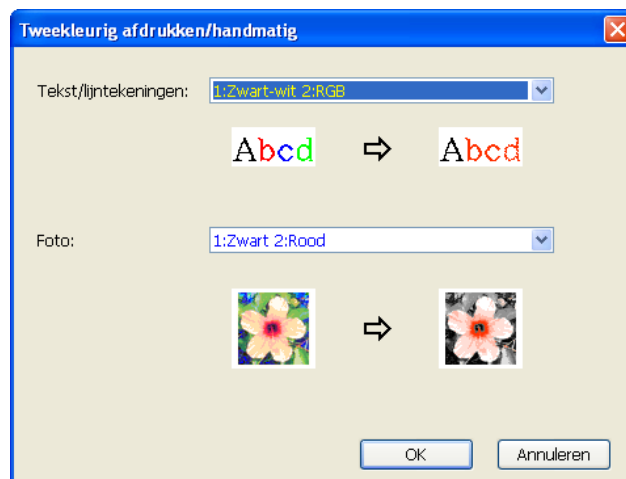 Tweekleurig afdrukken/handmatig
Tekst/lijntekeningen: 1:Zwart-wit 2:RGB
Abcd ⇨ Abcd
Foto: 1:Zwart 2:Rood
OK Annuleren